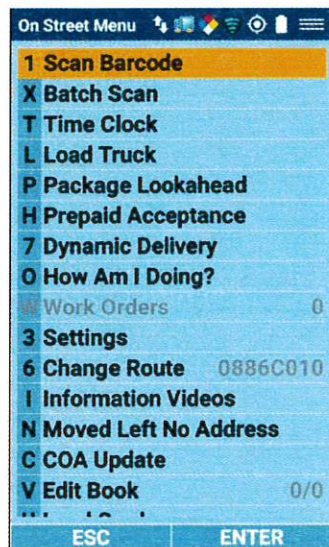 On Street Menu
1 Scan Barcode
X Batch Scan
T Time Clock
L Load Truck
P Package Lookahead
H Prepaid Acceptance
7 Dynamic Delivery
O How Am I Doing?
W Work Orders 0
3 Settings
6 Change Route 0886C010
I Information Videos
N Moved Left No Address
C COA Update
V Edit Book 0/0
ESC ENTER